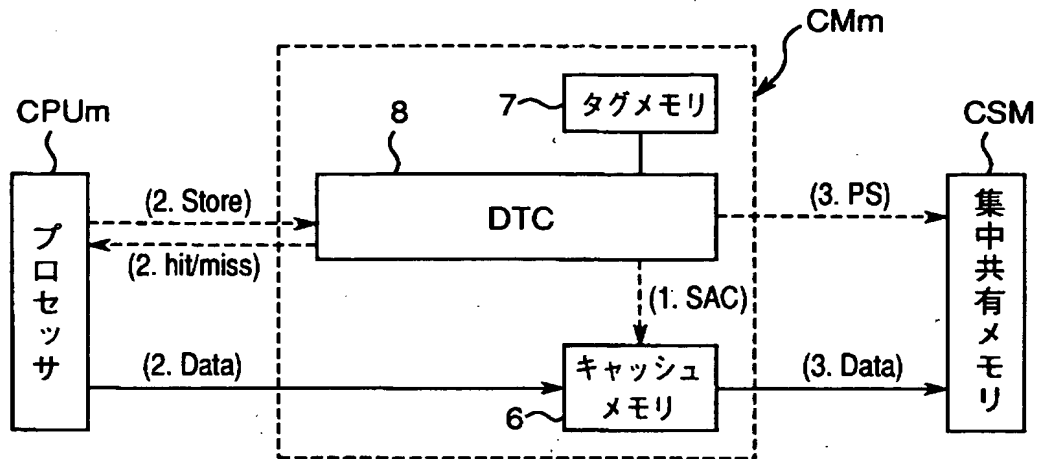 CMm
7
タグメモリ
CPUm
8
CSM
プロセッサ
(2. Store)
DTC
(3. PS)
集中共有メモリ
(2. hit/miss)
(1. SAC)
(2. Data)
キャッシュ
メモリ
(3. Data)
6